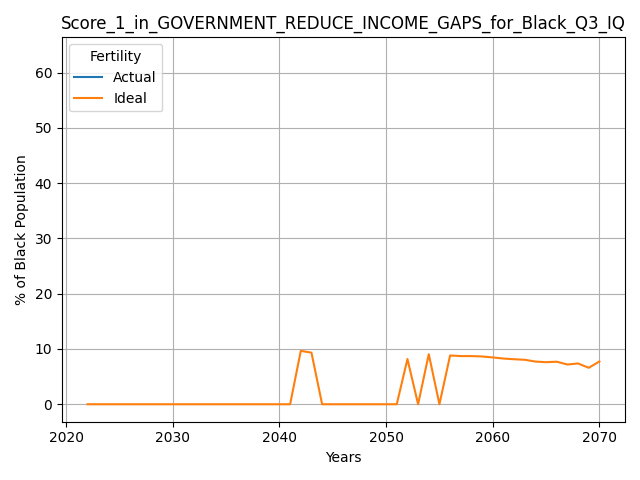 Score_1_in_GOVERNMENT_REDUCE_INCOME_GAPS_for_Black_Q3_IQ
Fertility
Actual
Ideal
% of Black Population
60
50
40
30
20
10
0
2020 2030 2040 2050 2060 2070
Years